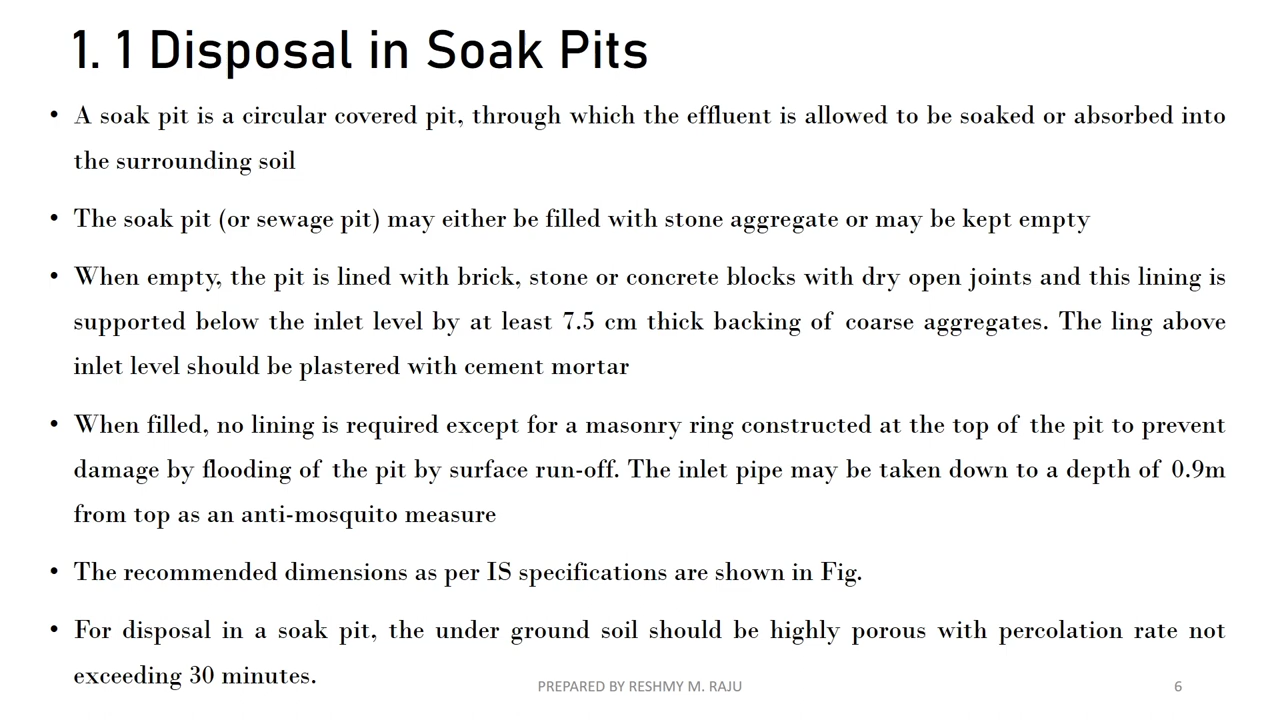 1. 1 Disposal in Soak Pits
• A soak pit is a circular covered pit, through which the effluent is allowed to be soaked or absorbed into
the surrounding soil
• The soak pit (or sewage pit) may either be filled with stone aggregate or may be kept empty
• When empty, the pit is lined with brick, stone or concrete blocks with dry open joints and this lining is
supported below the inlet level by at least 7.5 cm thick backing of coarse aggregates. The ling above
inlet level should be plastered with cement mortar
• When filled, no lining is required except for a masonry ring constructed at the top of the pit to prevent
damage by flooding of the pit by surface run-off. The inlet pipe may be taken down to a depth of 0.9m
from top as an anti-mosquito measure
• The recommended dimensions as per IS specifications are shown in Fig.
• For disposal in a soak pit, the under ground soil should be highly porous with percolation rate not
exceeding 30 minutes.
PREPARED BY RESHMY M. RAJU
6